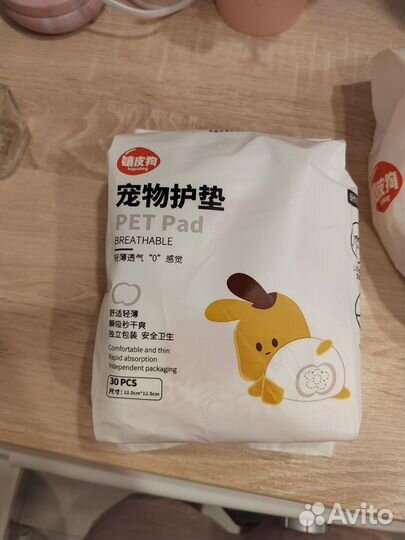 嬉皮狗
hipidog
宠物护垫
PET Pad
BREATHABLE
轻薄透气 “0” 感觉
舒适轻薄
瞬吸秒干爽
独立包装 安全卫生
Comfortable and thin
Rapid absorption
Independent packaging
30 PCS
尺寸: 12.5cm*12.5cm
Avito